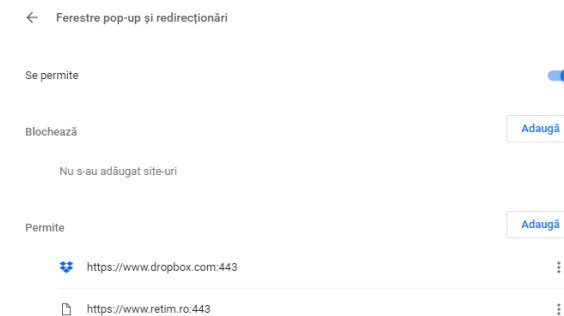 Ferestre pop-up și redirecționări
Se permite
Blochează
Adaugă
Nu s-au adăugat site-uri
Permite
Adaugă
https://www.dropbox.com:443
https://www.retim.ro:443